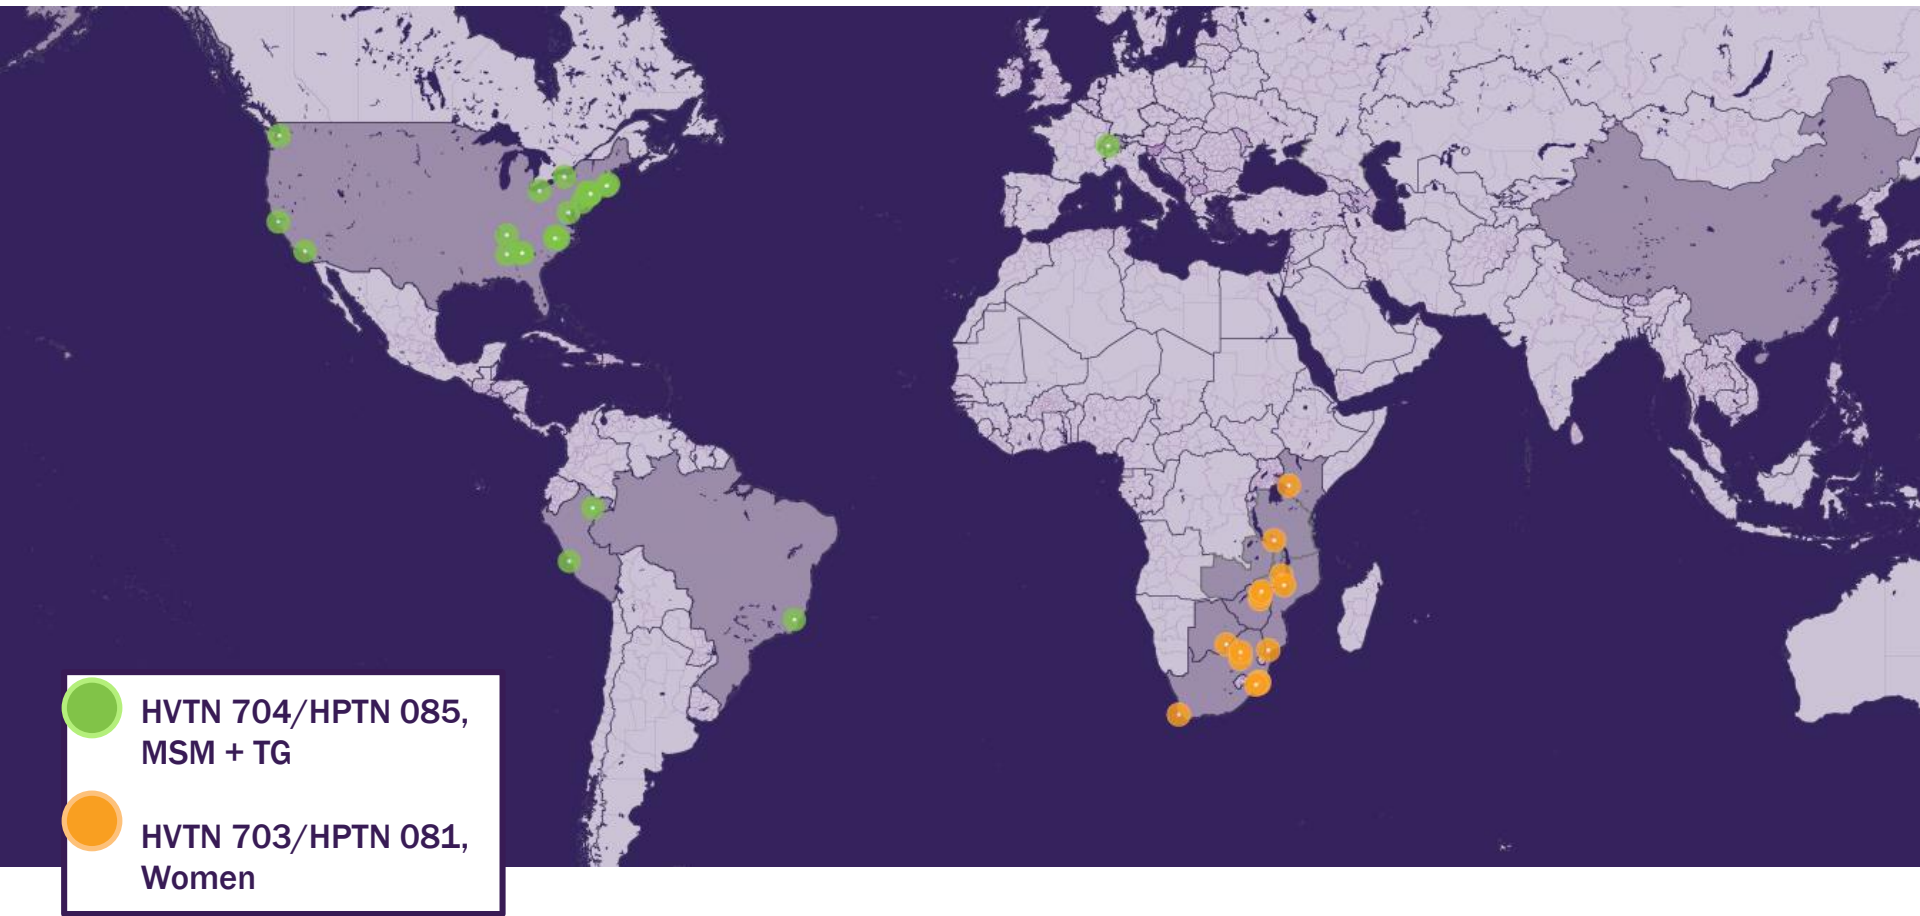 HVTN 704/HPTN 085,
MSM + TG
HVTN 703/HPTN 081,
Women